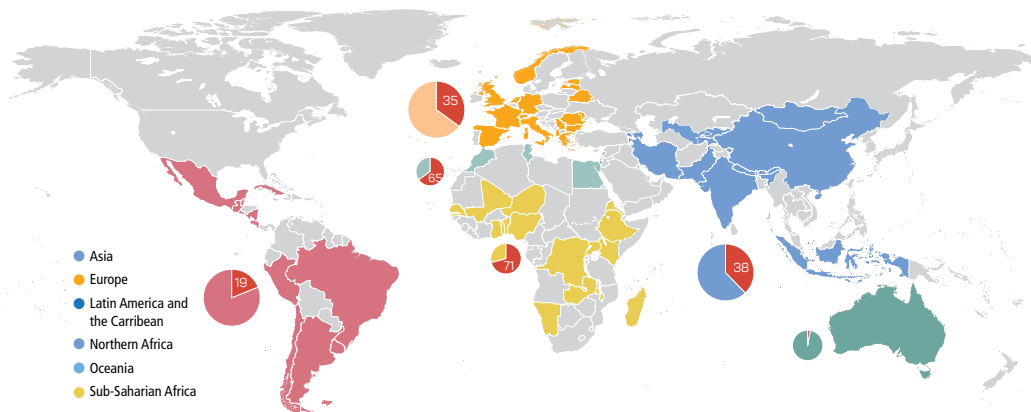 35
65
71
38
19
Asia
Europe
Latin America and
the Carribean
Northern Africa
Oceania
Sub-Saharian Africa